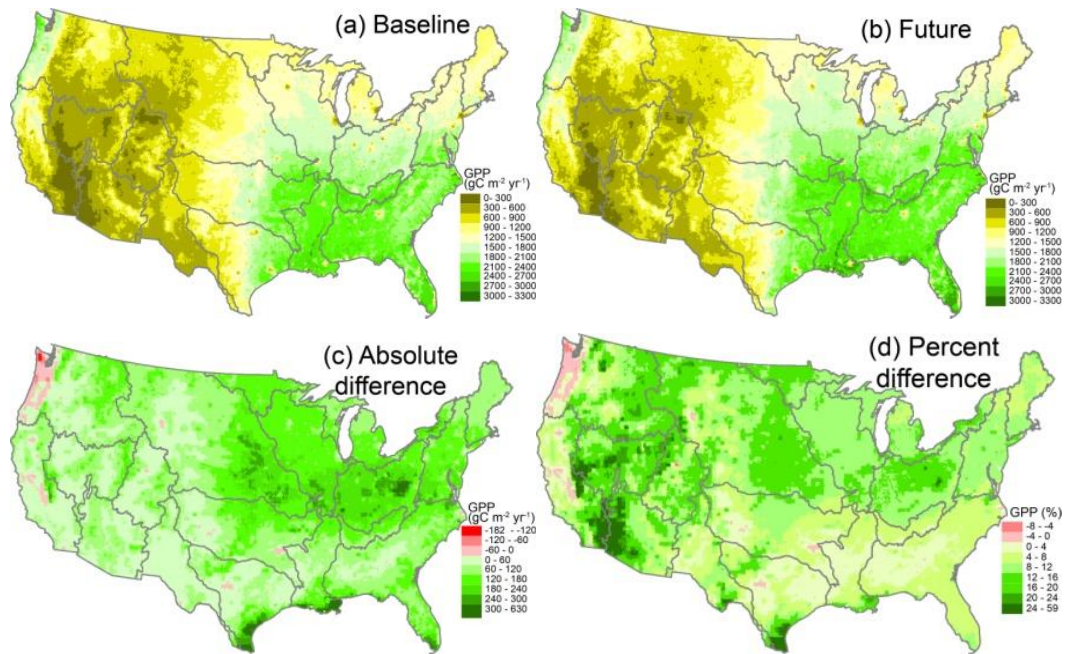 (a) Baseline
GPP
(gC m⁻² yr⁻¹)
0- 300
300 - 600
600 - 900
900 - 1200
1200 - 1500
1500 - 1800
1800 - 2100
2100 - 2400
2400 - 2700
2700 - 3000
3000 - 3300
(b) Future
GPP
(gC m⁻² yr⁻¹)
0- 300
300 - 600
600 - 900
900 - 1200
1200 - 1500
1500 - 1800
1800 - 2100
2100 - 2400
2400 - 2700
2700 - 3000
3000 - 3300
(c) Absolute
difference
GPP
(gC m⁻² yr⁻¹)
-182 - -120
-120 - -60
-60 - 0
0 - 60
60 - 120
120 - 180
180 - 240
240 - 300
300 - 630
(d) Percent
difference
GPP (%)
-8 - -4
-4 - 0
0 - 4
4 - 8
8 - 12
12 - 16
16 - 20
20 - 24
24 - 59